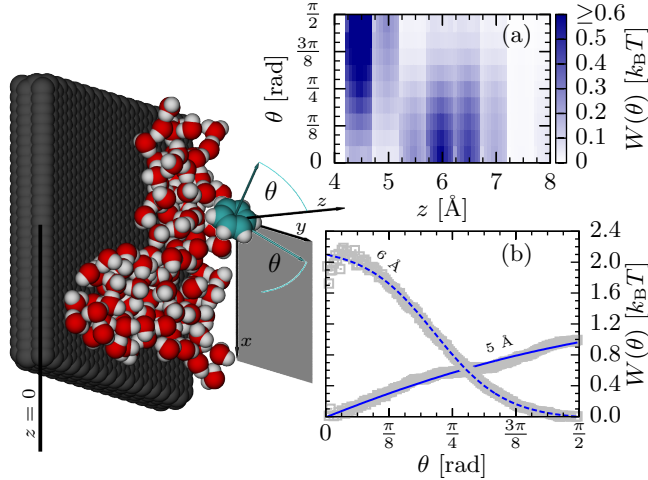 π/2
3π/8
π/4
π/8
0
θ [rad]
(a)
4 5 6 7 8
z [Å]
≥0.6
0.5
0.4
0.3
0.2
0.1
0
W(θ) [k_BT]
θ
z
y
θ
x
z = 0
(b)
6 Å
5 Å
2.4
2.0
1.6
1.2
0.8
0.4
0.0
W(θ) [k_BT]
0 π/8 π/4 3π/8 π/2
θ [rad]